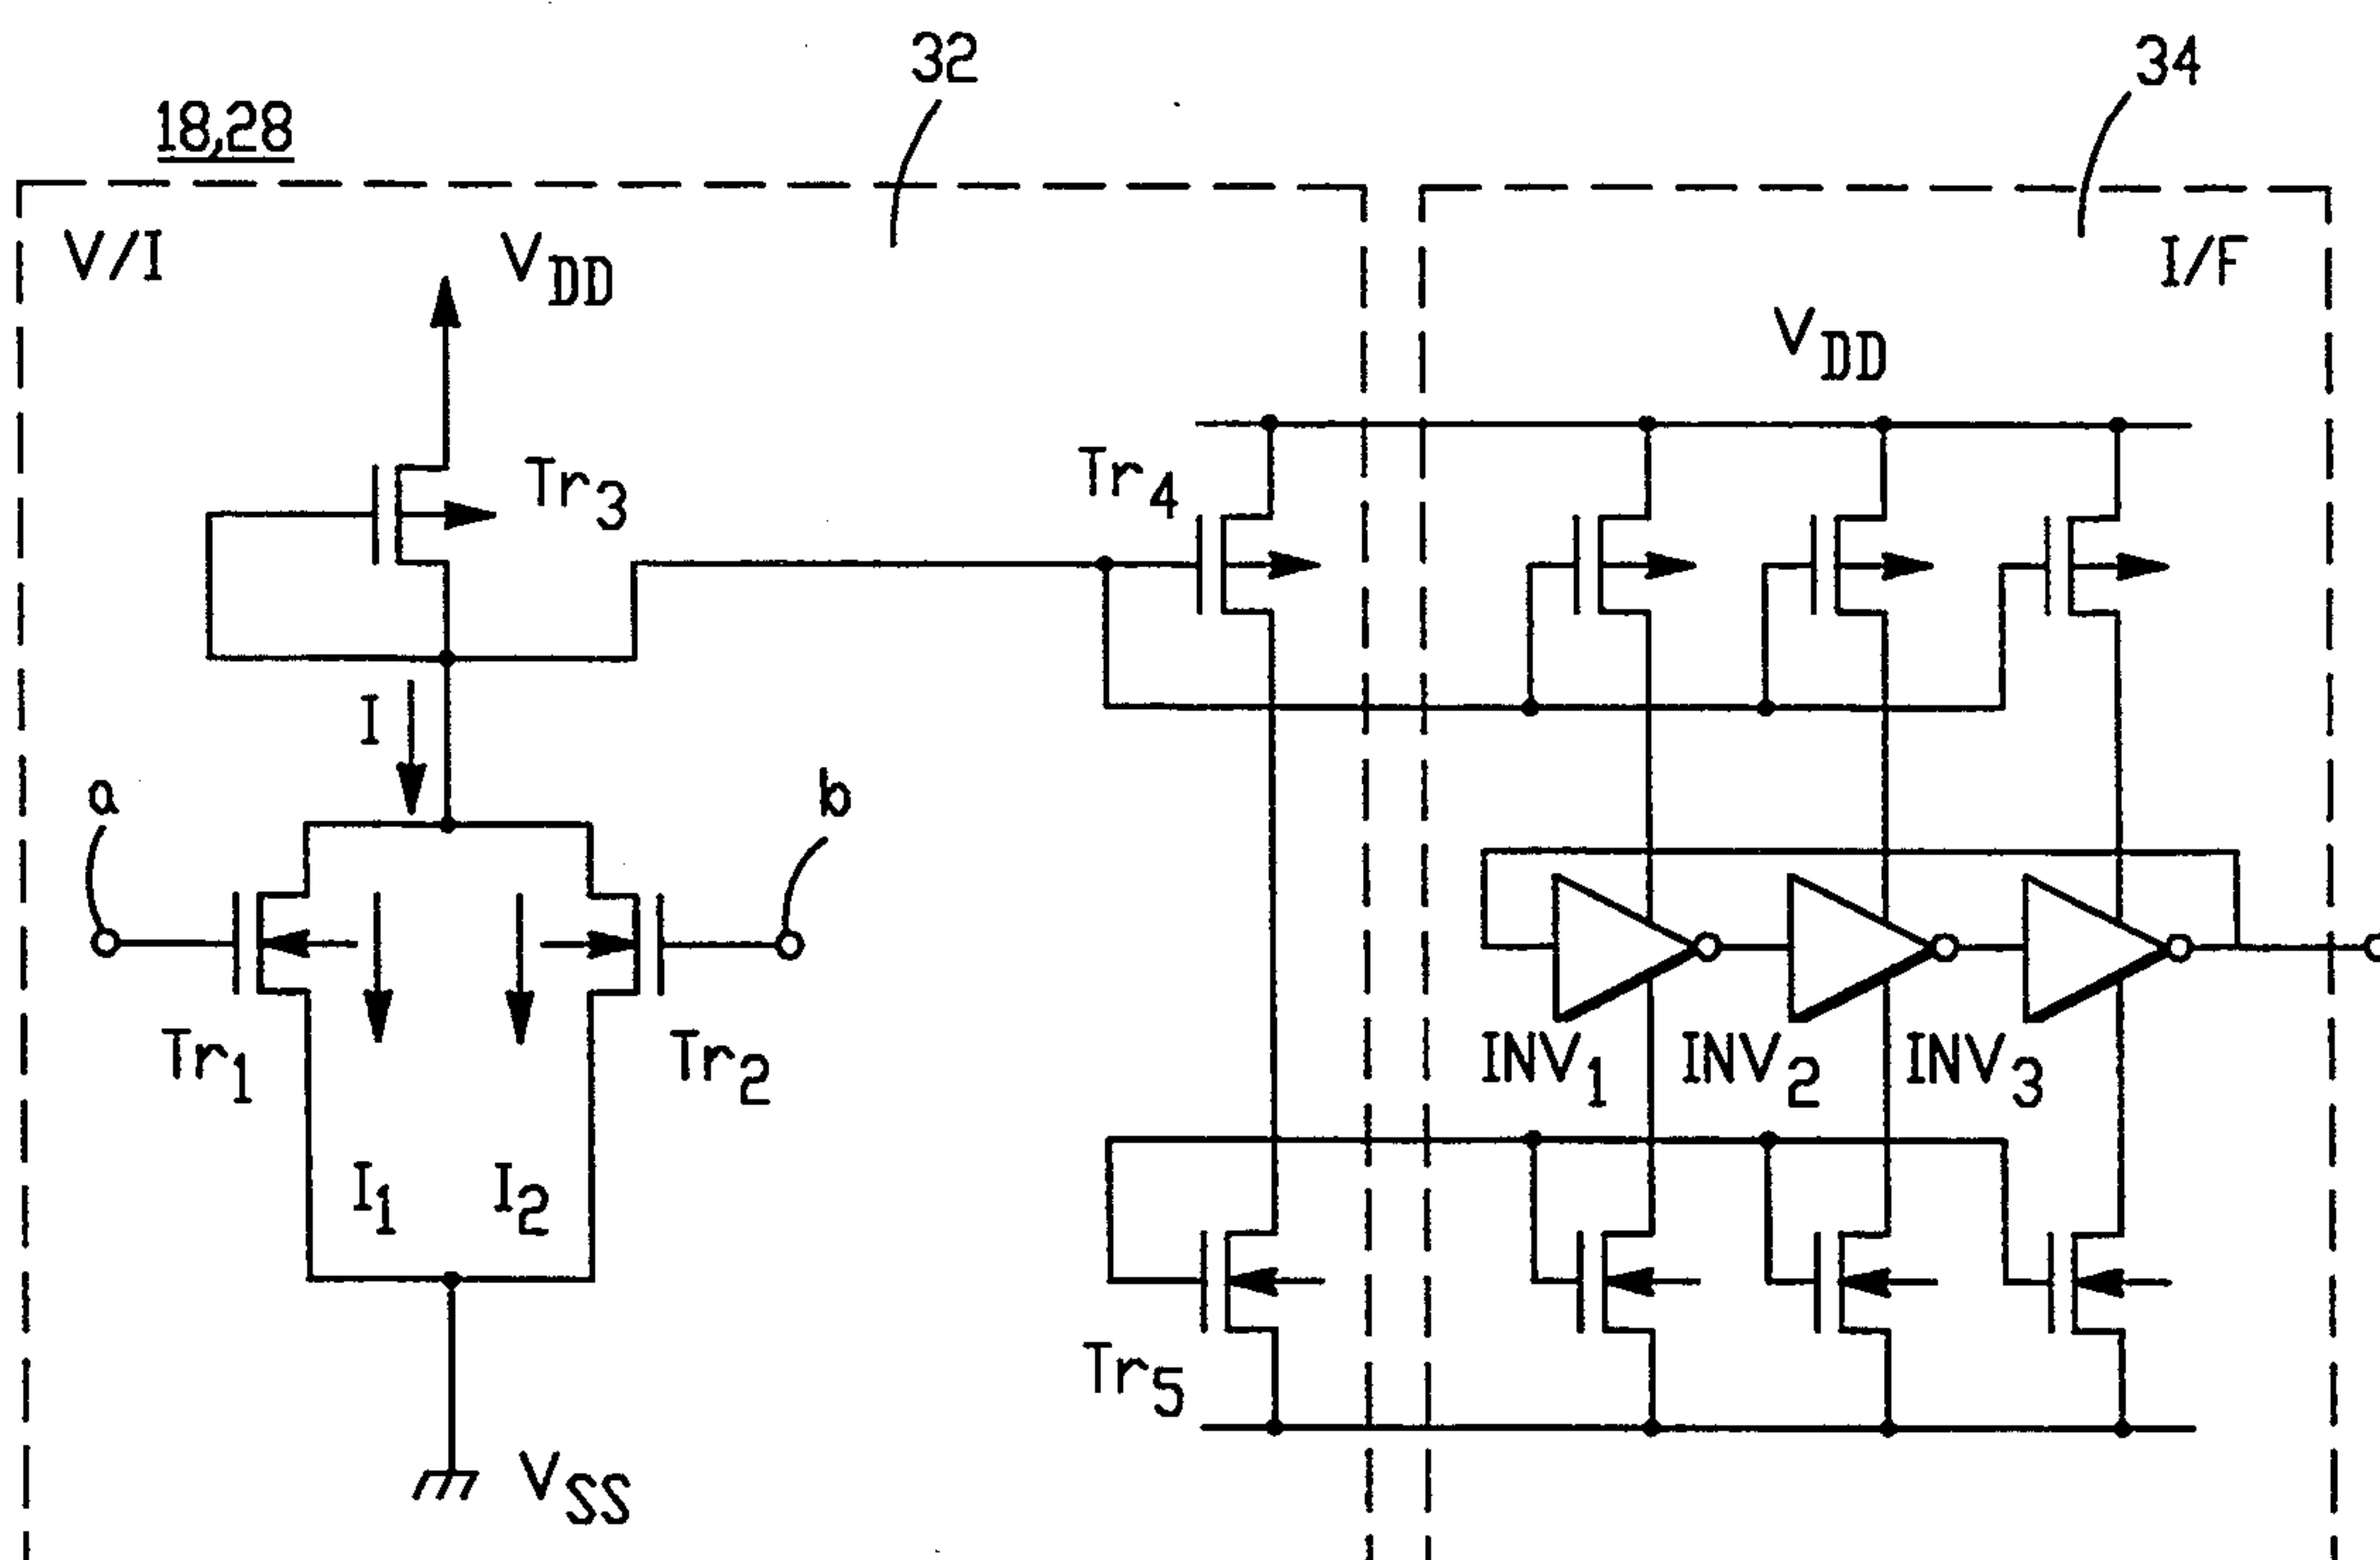 32
34
18,28
V/I
VDD
I/F
VDD
Tr3
Tr4
I
a
b
Tr1
Tr2
INV1
INV2
INV3
I1
I2
Tr5
VSS